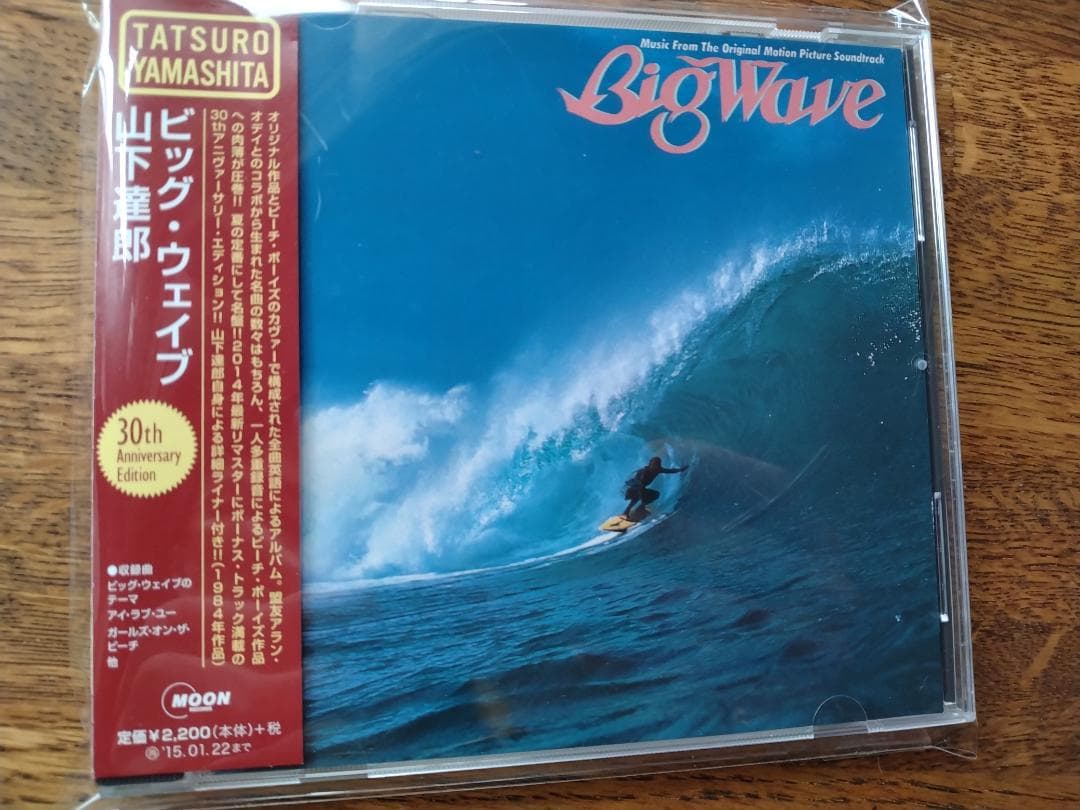 TATSURO
YAMASHITA
ビッグ・ウェイブ
山下達郎
オリジナル作品とビーチ・ボーイズのカヴァーで構成された全曲英語によるアルバム。盟友アラン・
オデイとのコラボから生まれた名曲の数々はもちろん、一人多重録音によるビーチ・ボーイズ作品
への肉薄が圧巻!! 夏の定番にして名盤!!2014年最新リマスターにボーナス・トラック満載の
30thアニヴァーサリー・エディション!! 山下達郎自身による詳細ライナー付き!!(1984年作品)
30th
Anniversary
Edition
●収録曲
ビッグ・ウェイブの
テーマ
アイ・ラブ・ユー
ガールズ・オン・ザ・
ビーチ
他
MOON
定価¥2,200(本体)+税
'15.01.22まで
Music From The Original Motion Picture Soundtrack
Big Wave